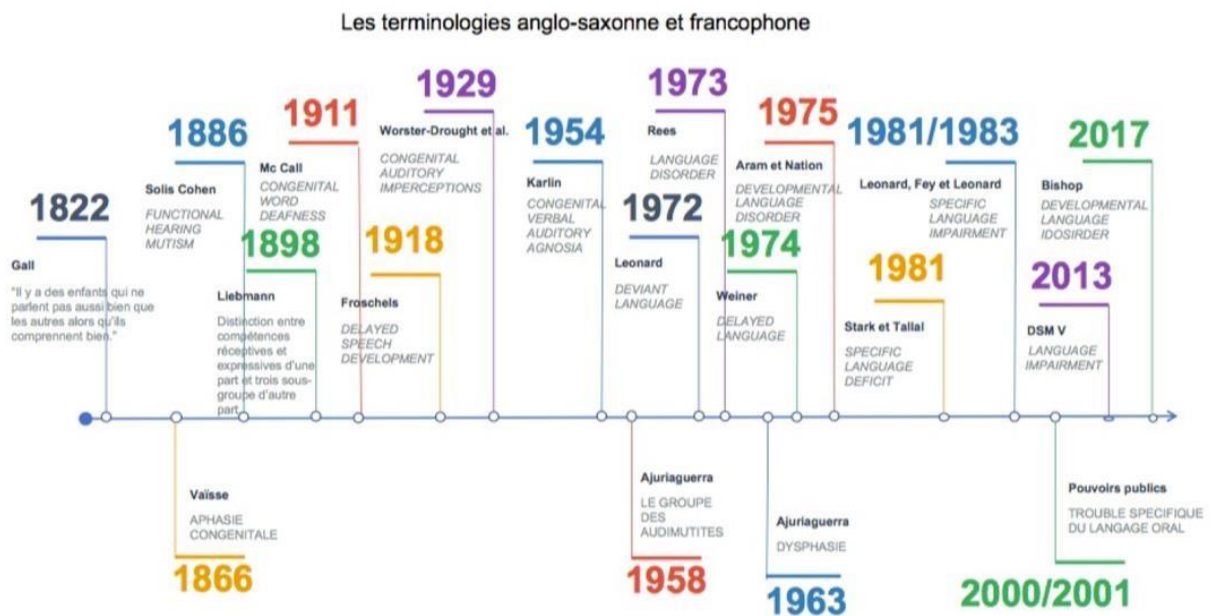 Les terminologies anglo-saxonne et francophone
1822
Gall
"Il y a des enfants qui ne
parlent pas aussi bien que
les autres alors qu'ils
comprennent bien."
1886
Solis Cohen
FUNCTIONAL
HEARING
MUTISM
1898
Liebmann
Distinction entre
compétences
réceptives et
expressives d'une
part et trois sous-
groupe d'autre
part
1911
Mc Call
CONGENITAL
WORD
DEAFNESS
1918
Froschels
DELAYED
SPEECH
DEVELOPMENT
1929
Worster-Drought et al.
CONGENITAL
AUDITORY
IMPERCEPTIONS
1954
Karlin
CONGENITAL
VERBAL
AUDITORY
AGNOSIA
1972
Leonard
DEVIANT
LANGUAGE
1973
Rees
LANGUAGE
DISORDER
1974
Weiner
DELAYED
LANGUAGE
1975
Aram et Nation
DEVELOPMENTAL
LANGUAGE
DISORDER
1981
Stark et Tallal
SPECIFIC
LANGUAGE
DEFICIT
1981/1983
Leonard, Fey et Leonard
SPECIFIC
LANGUAGE
IMPAIRMENT
2013
DSM V
LANGUAGE
IMPAIRMENT
2017
Bishop
DEVELOPMENTAL
LANGUAGE
IDOSIRDER
Vaïsse
APHASIE
CONGENITALE
1866
Ajuriaguerra
LE GROUPE
DES
AUDIMUTITES
1958
Ajuriaguerra
DYSPHASIE
1963
Pouvoirs publics
TROUBLE SPECIFIQUE
DU LANGAGE ORAL
2000/2001